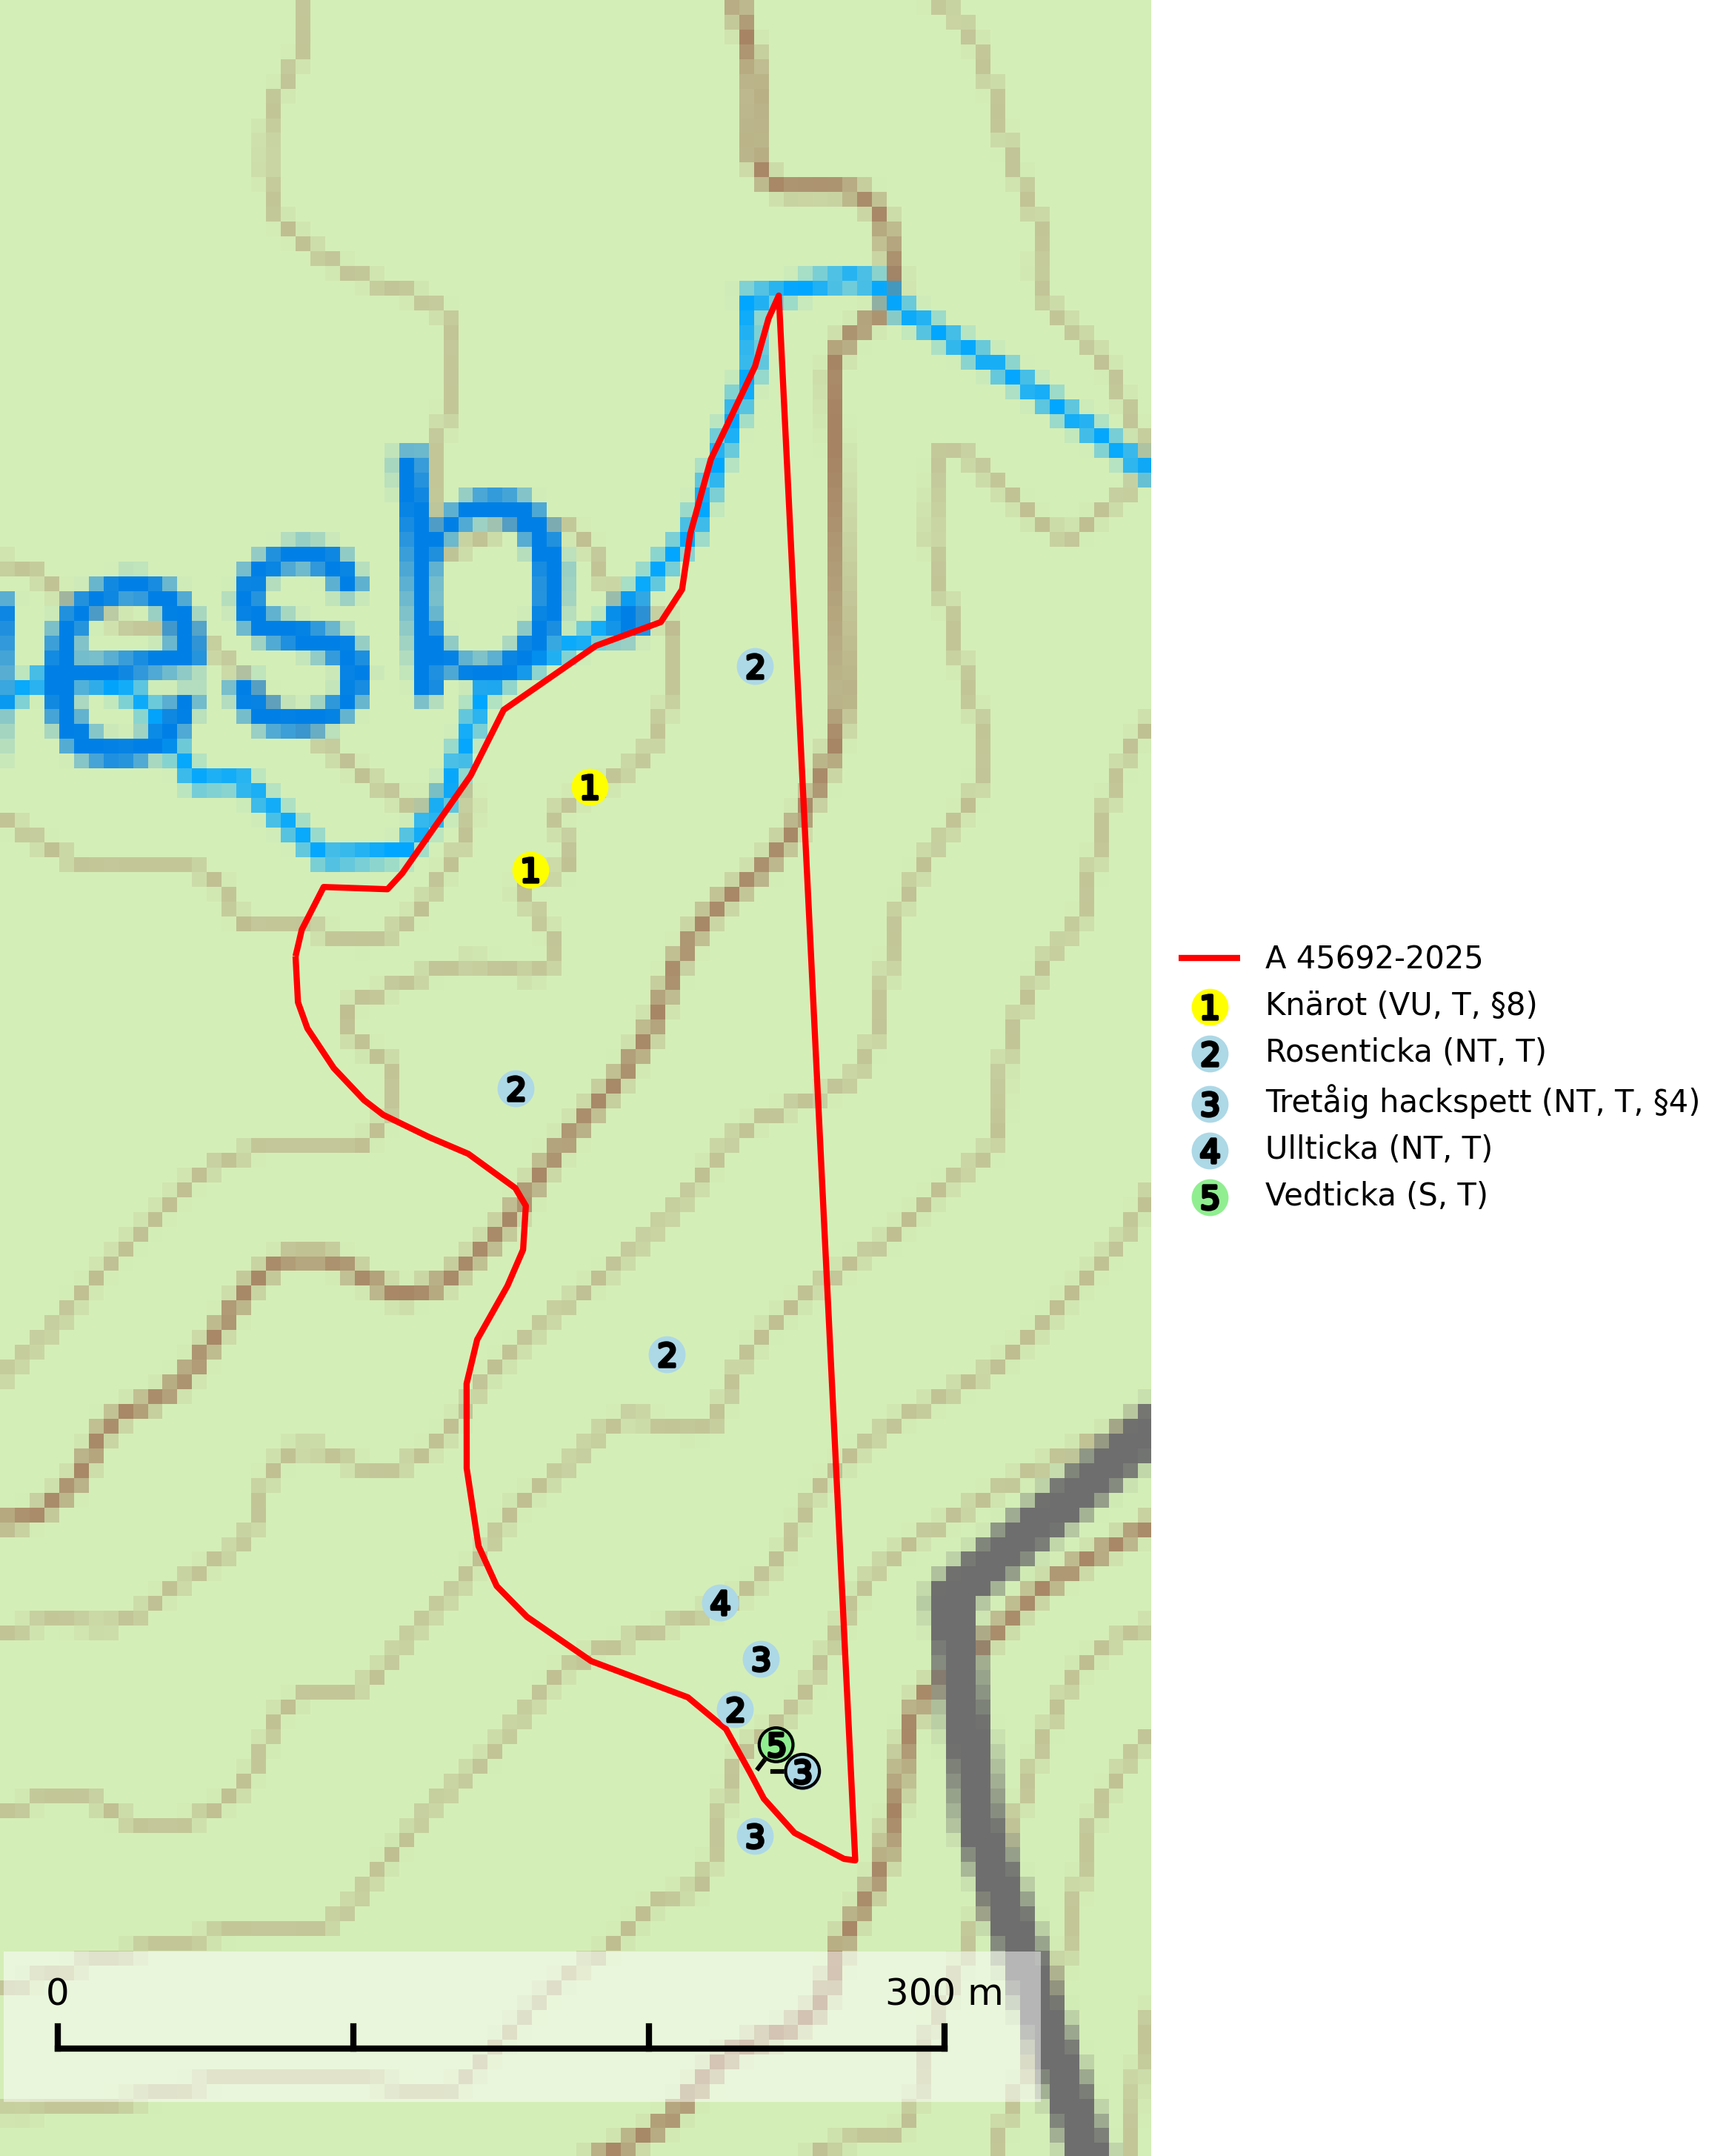 esb
2
1
1
2
2
4
3
2
5
3
3
0 300 m
A 45692-2025
1 Knärot (VU, T, §8)
2 Rosenticka (NT, T)
3 Tretåig hackspett (NT, T, §4)
4 Ullticka (NT, T)
5 Vedticka (S, T)